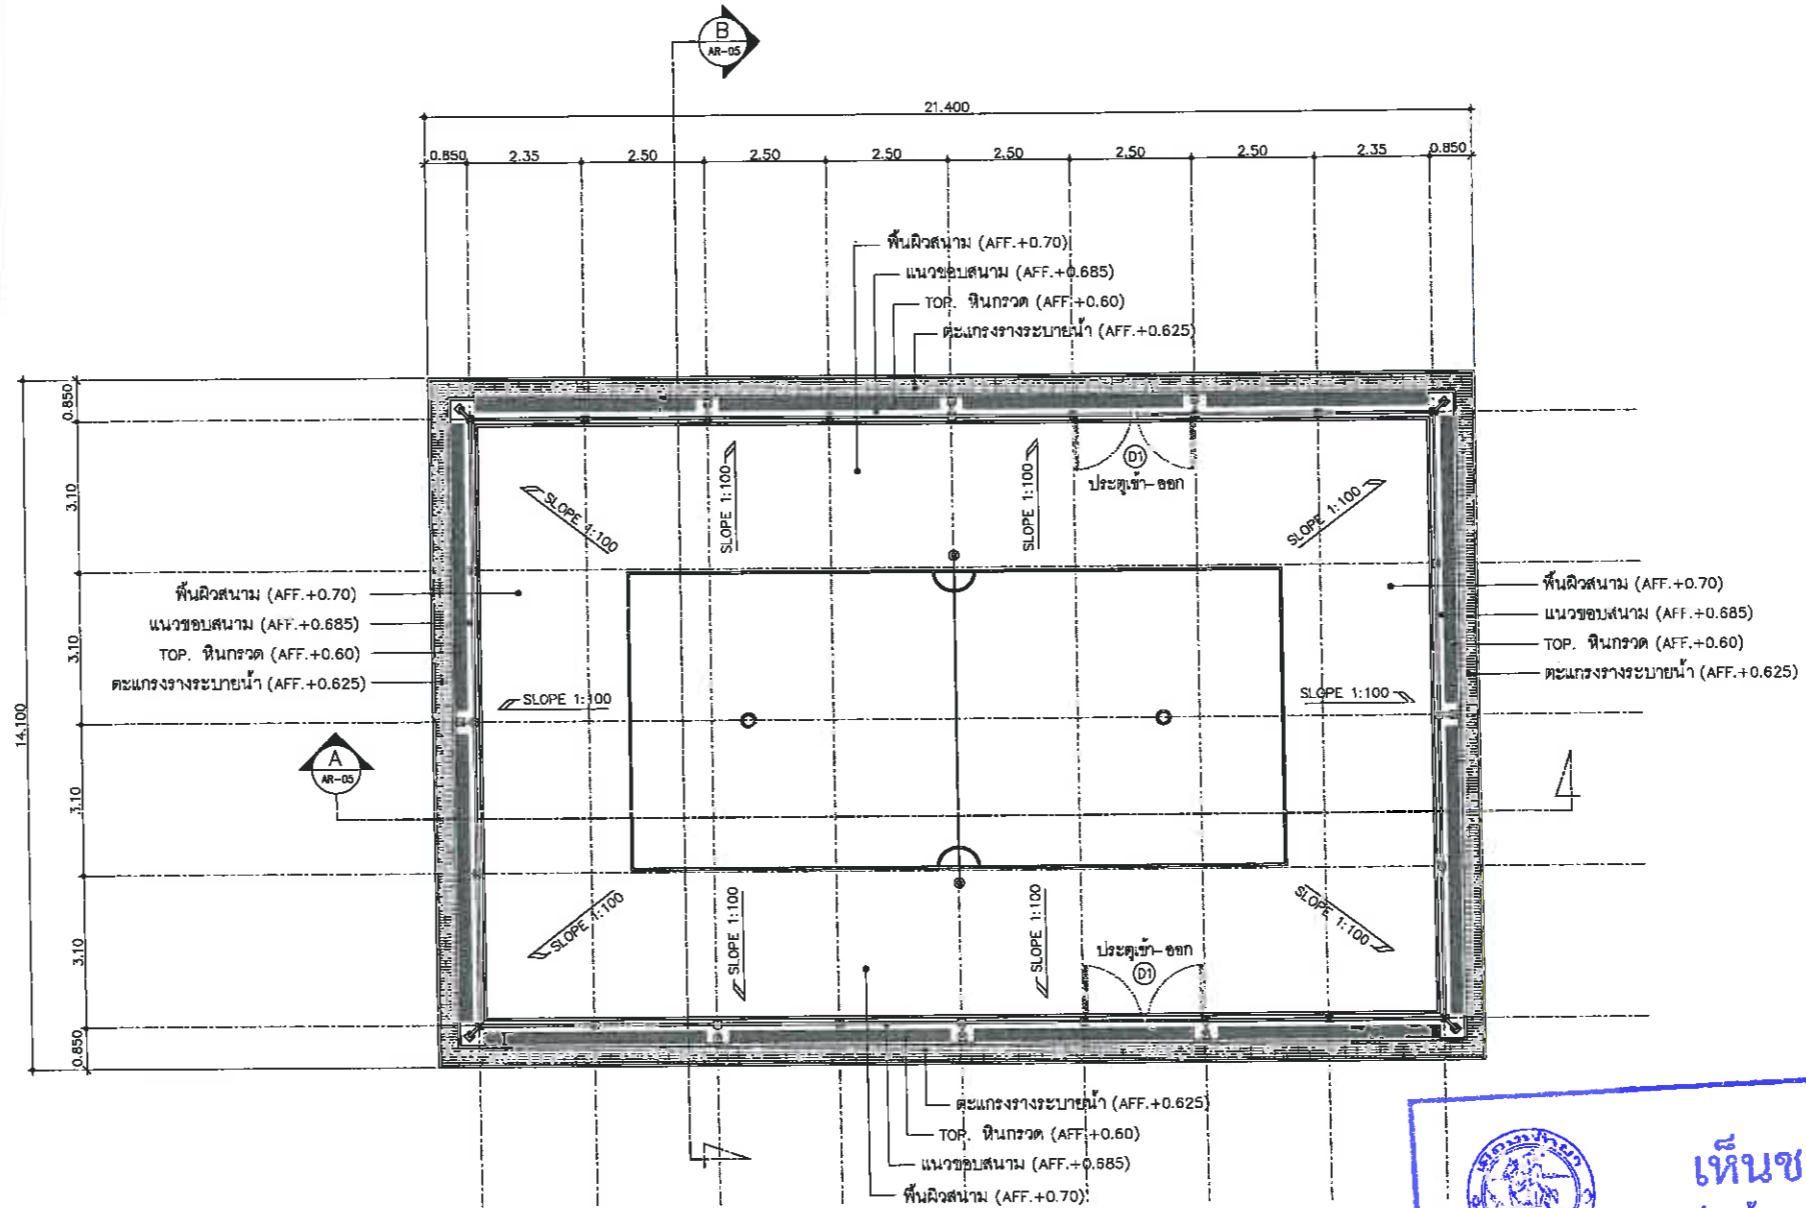 B
AR-05
21.400
0.850 2.35 2.50 2.50 2.50 2.50 2.50 2.50 2.35 0.850
พื้นผิวสนาม (AFF.+0.70)
แนวขอบสนาม (AFF.+0.685)
TOP. หินกรวด (AFF.+0.60)
ตะแกรงรางระบายน้ำ (AFF.+0.625)
14.100
0.850
3.10
3.10
3.10
3.10
0.850
D1
ประตูเข้า-ออก
SLOPE 1:100
SLOPE 1:100
SLOPE 1:100
SLOPE 1:100
พื้นผิวสนาม (AFF.+0.70)
แนวขอบสนาม (AFF.+0.685)
TOP. หินกรวด (AFF.+0.60)
ตะแกรงรางระบายน้ำ (AFF.+0.625)
พื้นผิวสนาม (AFF.+0.70)
แนวขอบสนาม (AFF.+0.685)
TOP. หินกรวด (AFF.+0.60)
ตะแกรงรางระบายน้ำ (AFF.+0.625)
SLOPE 1:100
SLOPE 1:100
A
AR-05
SLOPE 1:100
SLOPE 1:100
SLOPE 1:100
SLOPE 1:100
ประตูเข้า-ออก
D1
ตะแกรงรางระบายน้ำ (AFF.+0.625)
TOP. หินกรวด (AFF.+0.60)
แนวขอบสนาม (AFF.+0.685)
พื้นผิวสนาม (AFF.+0.70)
เห็นช